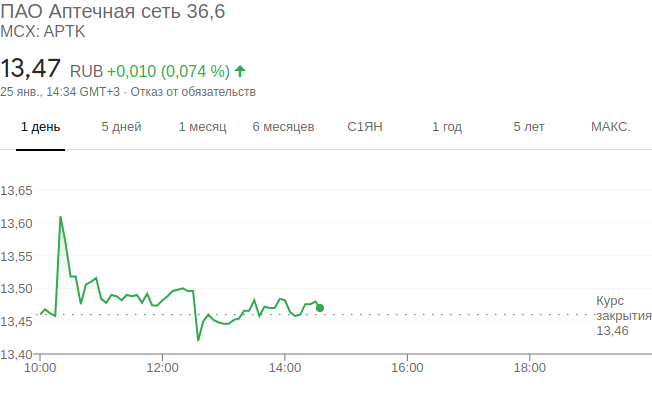 ПАО Аптечная сеть 36,6
MCX: APTK
13,47 RUB +0,010 (0,074 %)
25 янв., 14:34 GMT+3 · Отказ от обязательств
1 день 5 дней 1 месяц 6 месяцев С1ЯН 1 год 5 лет МАКС.
13,65
13,60
13,55
13,50
13,45
13,40
Курс
закрытия
13,46
10:00 12:00 14:00 16:00 18:00